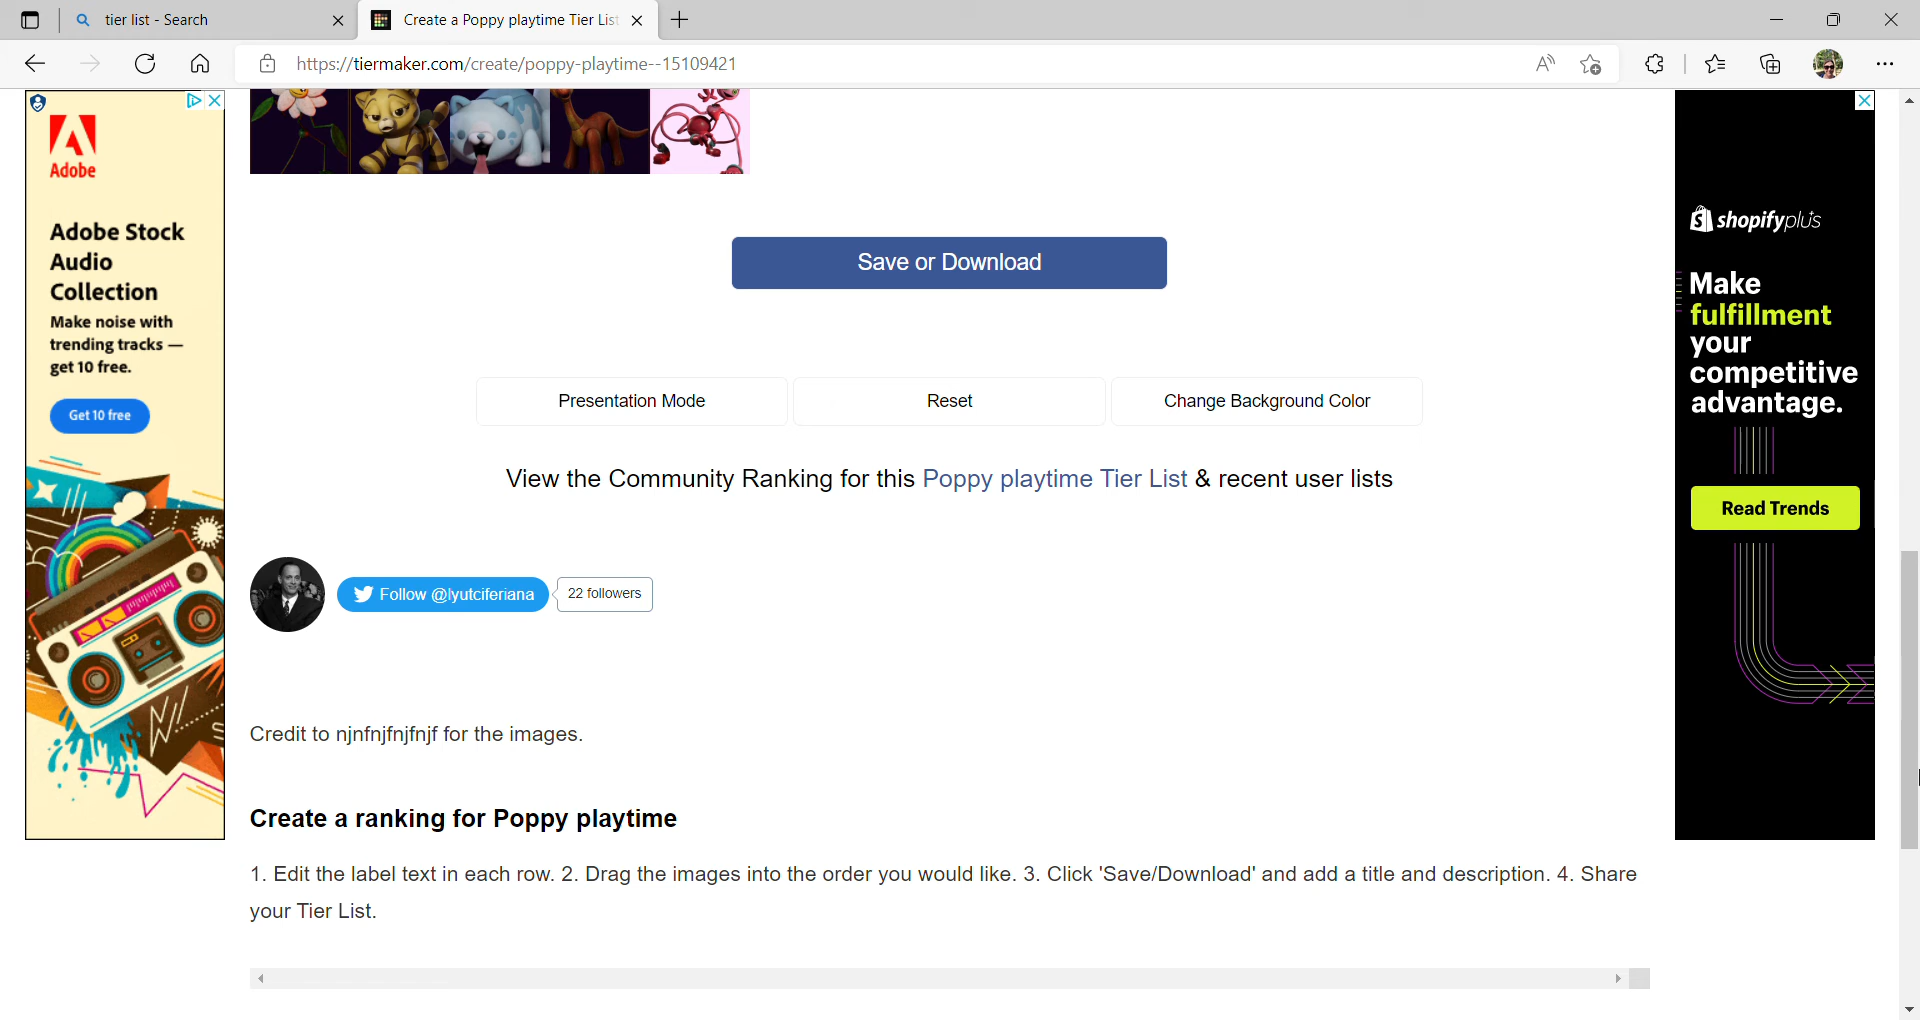 tier list - Search
Create a Poppy playtime Tier List
https://tiermaker.com/create/poppy-playtime--15109421
Adobe
Adobe Stock
Audio
Collection
Make noise with
trending tracks —
get 10 free.
Get 10 free
Save or Download
Presentation Mode
Reset
Change Background Color
View the Community Ranking for this Poppy playtime Tier List & recent user lists
Follow @lyutciferiana
22 followers
Credit to njnfnjfnjfnjf for the images.
Create a ranking for Poppy playtime
1. Edit the label text in each row. 2. Drag the images into the order you would like. 3. Click 'Save/Download' and add a title and description. 4. Share
your Tier List.
shopifyplus
Make
fulfillment
your
competitive
advantage.
Read Trends